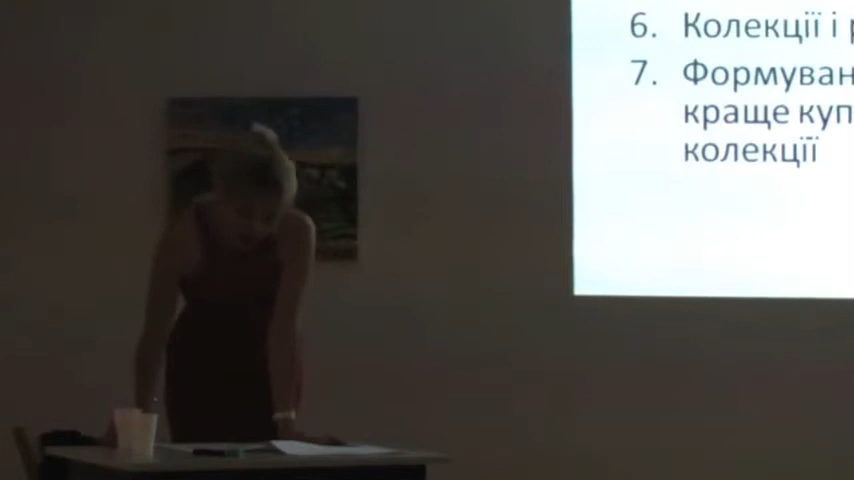 6. Колекції і
7. Формуван
краще куп
колекції